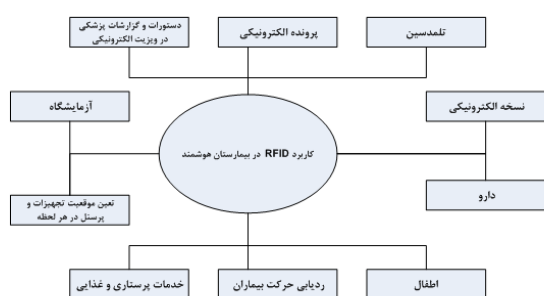 دستورات و گزارشات پزشکی
در ویزیت الکترونیکی
پرونده الکترونیکی
تلمدسین
آزمایشگاه
نسخه الکترونیکی
کاربرد RFID در بیمارستان هوشمند
تعین موقعیت تجهیزات و
پرسنل در هر لحظه
دارو
خدمات پرستاری و غذایی
ردیابی حرکت بیماران
اطفال